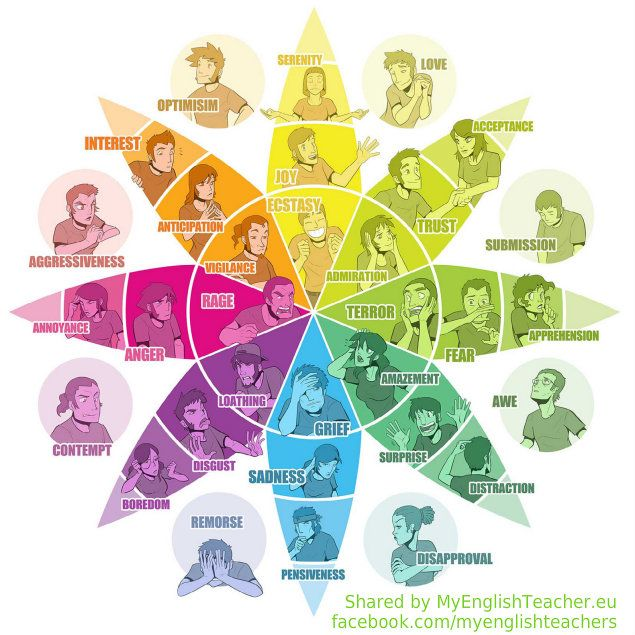 SERENITY
LOVE
OPTIMISIM
ACCEPTANCE
INTEREST
JOY
ECSTASY
TRUST
ANTICIPATION
SUBMISSION
AGGRESSIVENESS
VIGILANCE
ADMIRATION
RAGE
TERROR
ANNOYANCE
APPREHENSION
ANGER
FEAR
AMAZEMENT
LOATHING
AWE
GRIEF
CONTEMPT
SURPRISE
DISGUST
SADNESS
DISTRACTION
BOREDOM
REMORSE
DISAPPROVAL
PENSIVENESS
Shared by MyEnglishTeacher.eu
facebook.com/myenglishteachers